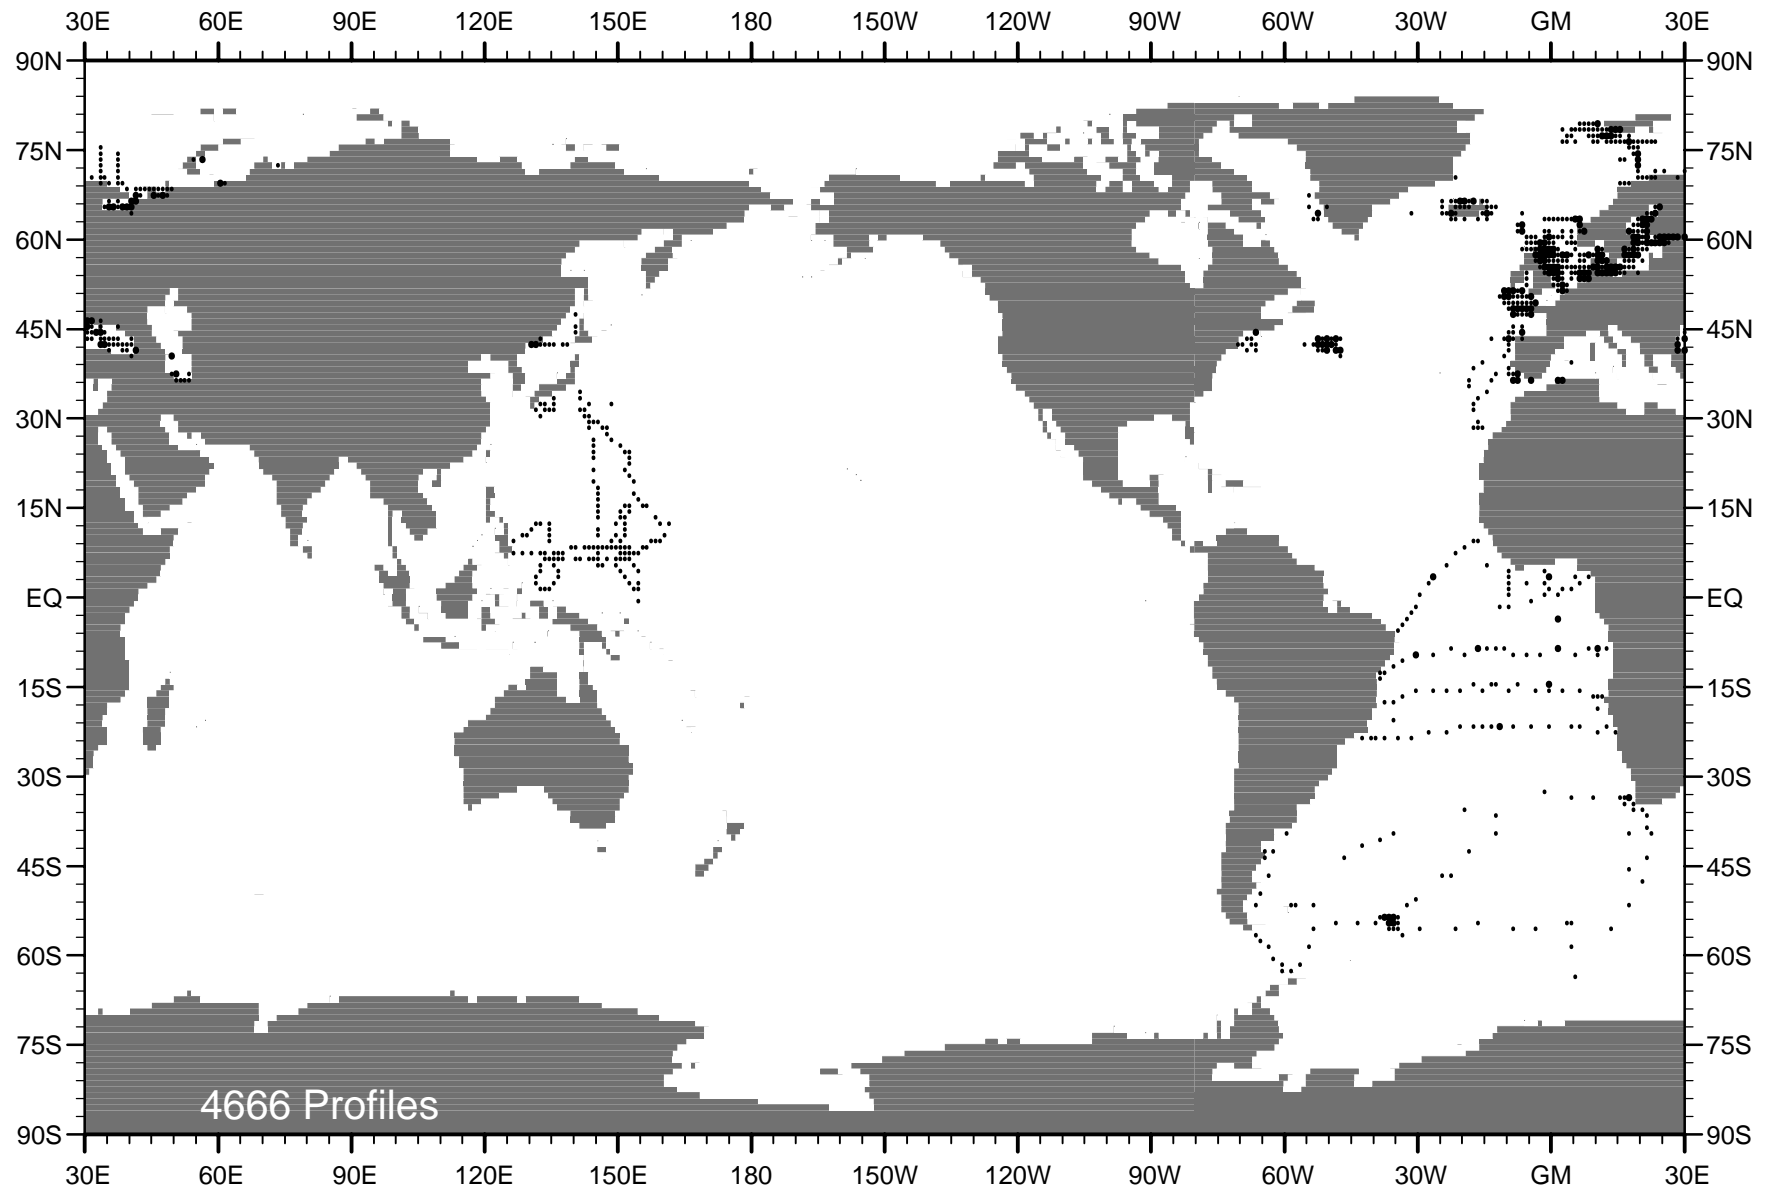 30E 60E 90E 120E 150E 180 150W 120W 90W 60W 30W GM 30E
90N 90N
75N 75N
60N 60N
45N 45N
30N 30N
15N 15N
EQ EQ
15S 15S
30S 30S
45S 45S
60S 60S
75S 75S
4666 Profiles
90S 90S
30E 60E 90E 120E 150E 180 150W 120W 90W 60W 30W GM 30E